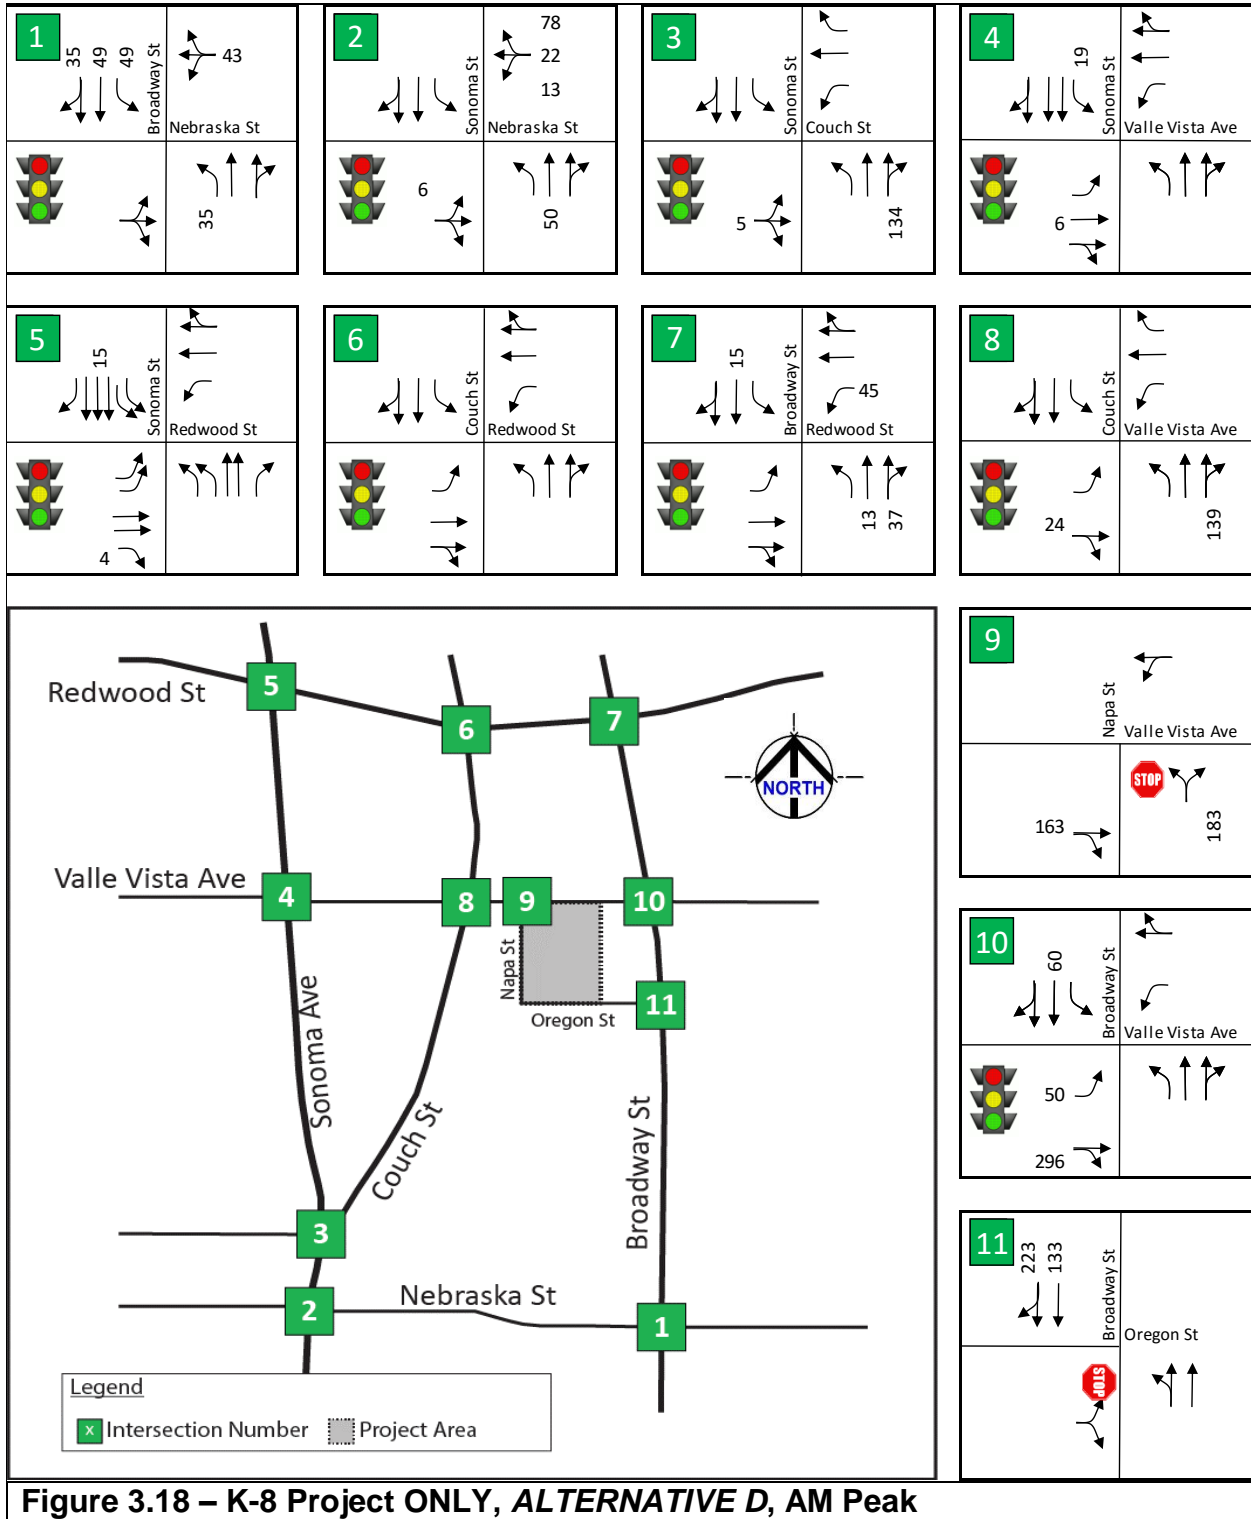 1
35
49
49
Broadway St
43
Nebraska St
35
2
78
22
13
Sonoma St
Nebraska St
6
50
3
Sonoma St
Couch St
5
134
4
19
Sonoma St
Valle Vista Ave
6
5
15
Sonoma St
Redwood St
4
6
Couch St
Redwood St
7
15
Broadway St
45
Redwood St
13
37
8
Couch St
Valle Vista Ave
24
139
9
Napa St
Valle Vista Ave
STOP
163
183
10
60
Broadway St
Valle Vista Ave
50
296
11
223
133
Broadway St
Oregon St
STOP
Redwood St
5
6
7
NORTH
Valle Vista Ave
4
8
9
10
Napa St
11
Oregon St
Sonoma Ave
Couch St
Broadway St
3
2
Nebraska St
1
Legend
x Intersection Number
Project Area
Figure 3.18 – K-8 Project ONLY, ALTERNATIVE D, AM Peak